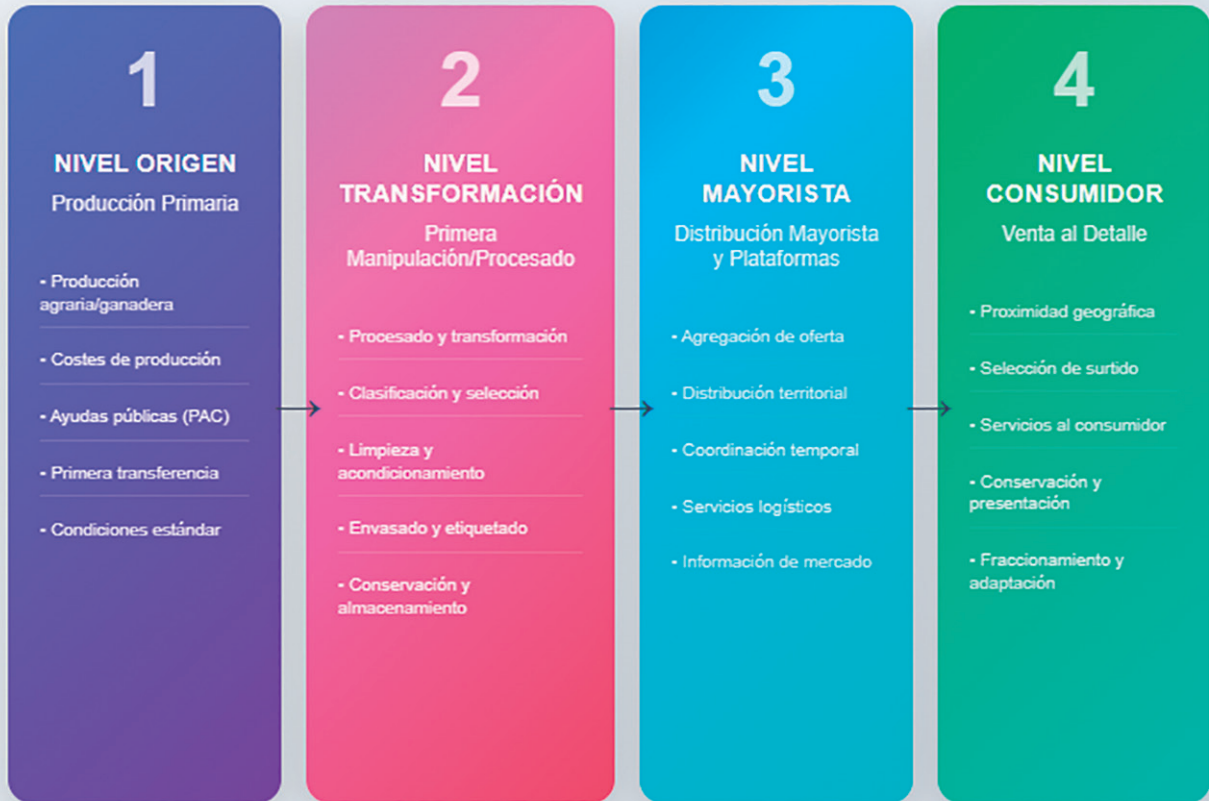 1
NIVEL ORIGEN
Producción Primaria
- Producción
agraria/ganadera
- Costes de producción
- Ayudas públicas (PAC)
- Primera transferencia
- Condiciones estándar
2
NIVEL
TRANSFORMACIÓN
Primera
Manipulación/Procesado
- Procesado y transformación
- Clasificación y selección
- Limpieza y
acondicionamiento
- Envasado y etiquetado
- Conservación y
almacenamiento
3
NIVEL
MAYORISTA
Distribución Mayorista
y Plataformas
- Agregación de oferta
- Distribución territorial
- Coordinación temporal
- Servicios logísticos
- Información de mercado
4
NIVEL
CONSUMIDOR
Venta al Detalle
- Proximidad geográfica
- Selección de surtido
- Servicios al consumidor
- Conservación y
presentación
- Fraccionamiento y
adaptación